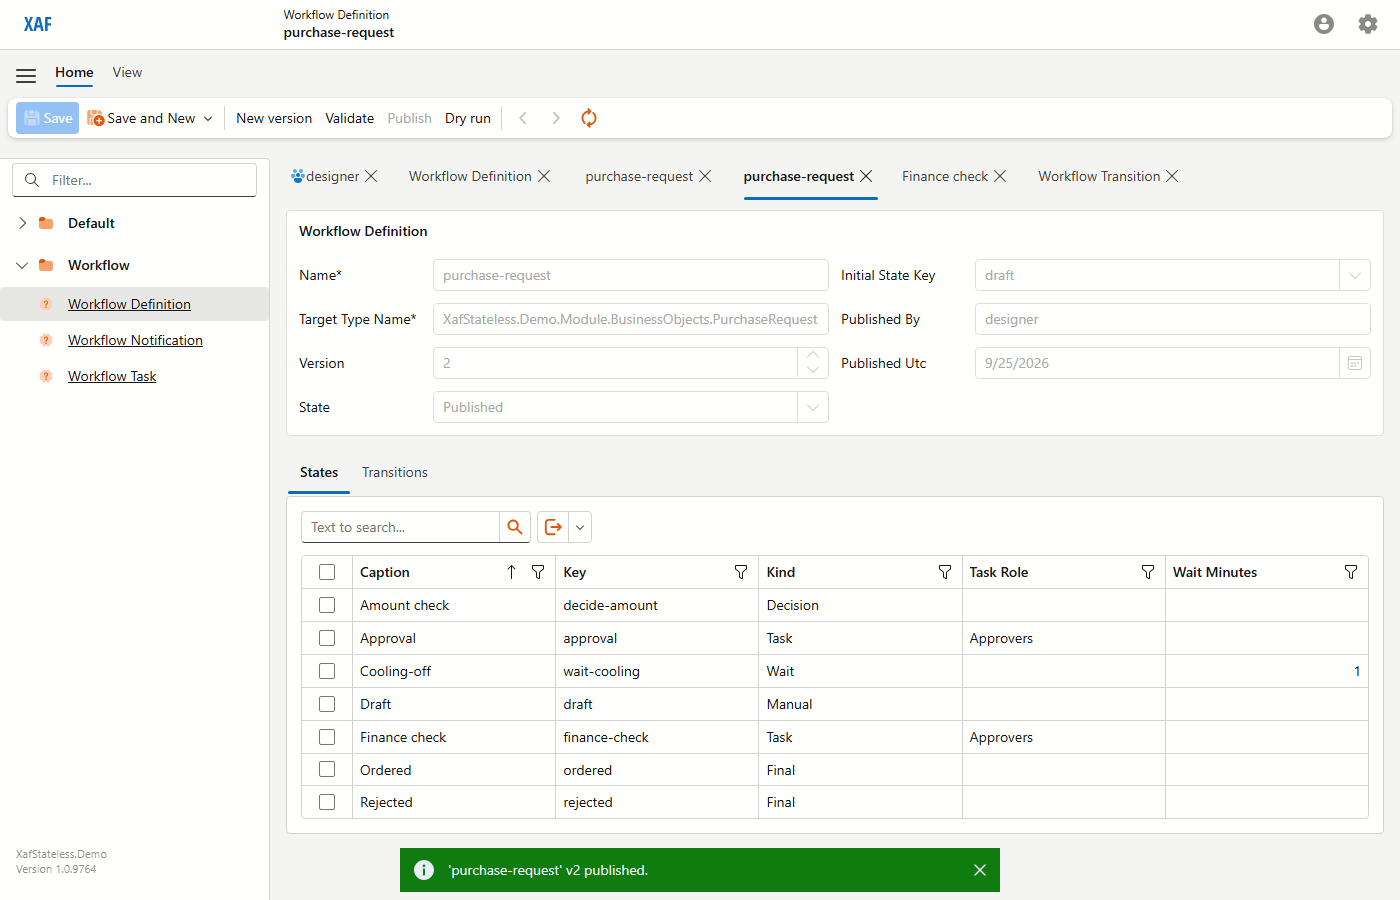 XAF
Workflow Definition
purchase-request
Home View
Save Save and New New version Validate Publish Dry run
Filter...
Default
Workflow
Workflow Definition
Workflow Notification
Workflow Task
XafStateless.Demo
Version 1.0.9764
designer Workflow Definition purchase-request purchase-request Finance check Workflow Transition
Workflow Definition
Name* purchase-request Initial State Key draft
Target Type Name* XafStateless.Demo.Module.BusinessObjects.PurchaseRequest Published By designer
Version 2 Published Utc 9/25/2026
State Published
States Transitions
Text to search...
Caption Key Kind Task Role Wait Minutes
Amount check decide-amount Decision
Approval approval Task Approvers
Cooling-off wait-cooling Wait 1
Draft draft Manual
Finance check finance-check Task Approvers
Ordered ordered Final
Rejected rejected Final
'purchase-request' v2 published.